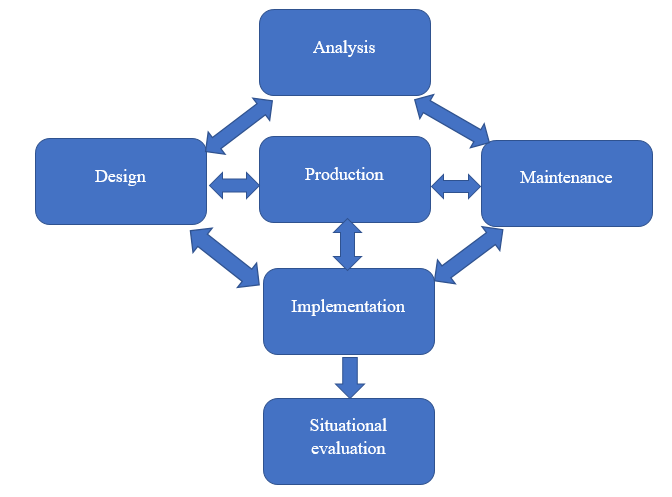 Analysis
Design
Production
Maintenance
Implementation
Situational
evaluation